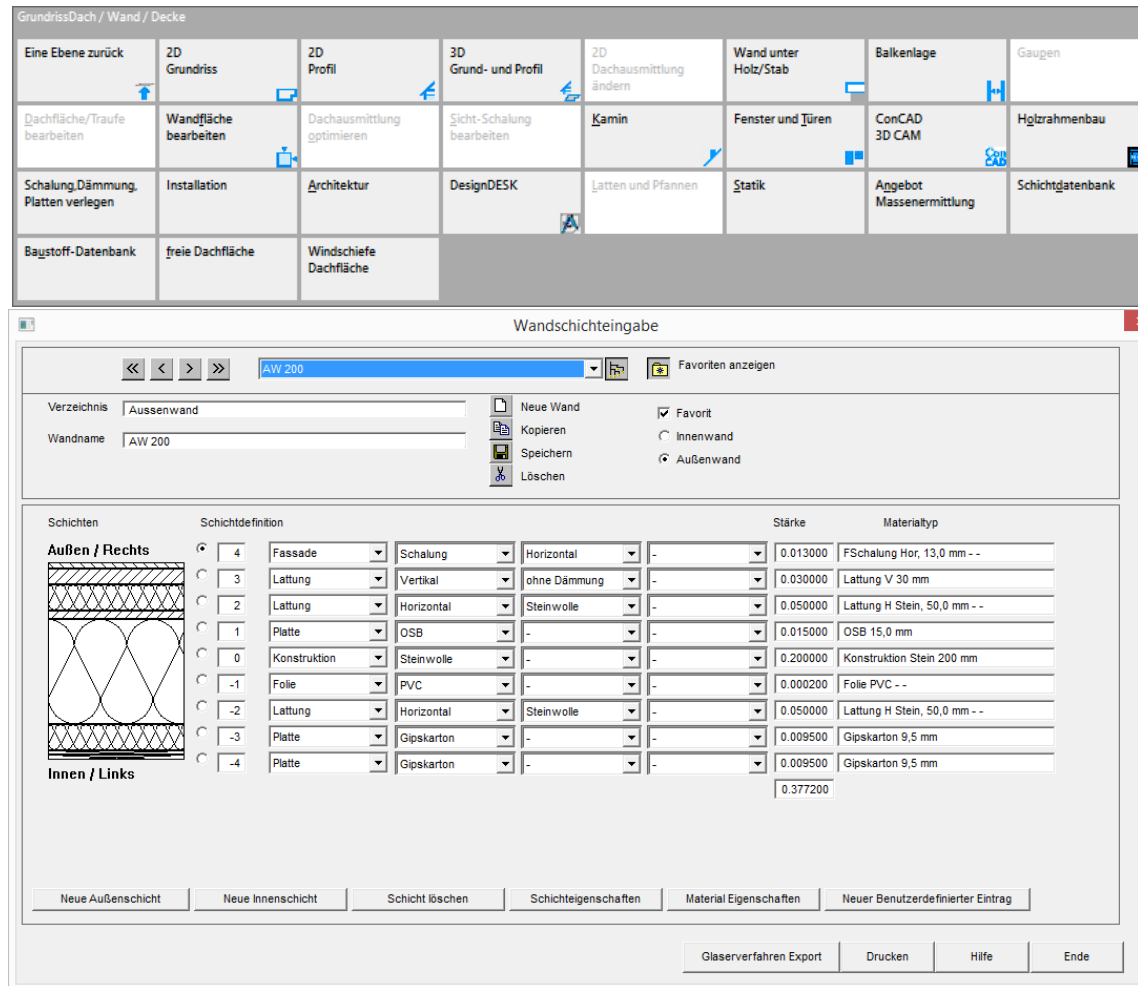 GrundrissDach / Wand / Decke
Eine Ebene zurück
2D
Grundriss
2D
Profil
3D
Grund- und Profil
2D
Dachausmittlung
ändern
Wand unter
Holz/Stab
Balkenlage
Gaupen
Dachfläche/Traufe
bearbeiten
Wandfläche
bearbeiten
Dachausmittlung
optimieren
Sicht-Schalung
bearbeiten
Kamin
Fenster und Türen
ConCAD
3D CAM
Con
CAD
Holzrahmenbau
Schalung,Dämmung,
Platten verlegen
Installation
Architektur
DesignDESK
Latten und Pfannen
Statik
Angebot
Massenermittlung
Schichtdatenbank
Baustoff-Datenbank
freie Dachfläche
Windschiefe
Dachfläche
Wandschichteingabe
AW 200
Favoriten anzeigen
Verzeichnis Aussenwand
Wandname AW 200
Neue Wand
Kopieren
Speichern
Löschen
Favorit
Innenwand
Außenwand
Schichten Schichtdefinition Stärke Materialtyp
Außen / Rechts
4 Fassade Schalung Horizontal - 0.013000 FSchalung Hor, 13,0 mm - -
3 Lattung Vertikal ohne Dämmung - 0.030000 Lattung V 30 mm
2 Lattung Horizontal Steinwolle - 0.050000 Lattung H Stein, 50,0 mm - -
1 Platte OSB - - 0.015000 OSB 15,0 mm
0 Konstruktion Steinwolle - - 0.200000 Konstruktion Stein 200 mm
-1 Folie PVC - - 0.000200 Folie PVC - -
-2 Lattung Horizontal Steinwolle - 0.050000 Lattung H Stein, 50,0 mm - -
-3 Platte Gipskarton - - 0.009500 Gipskarton 9,5 mm
-4 Platte Gipskarton - - 0.009500 Gipskarton 9,5 mm
Innen / Links
0.377200
Neue Außenschicht Neue Innenschicht Schicht löschen Schichteigenschaften Material Eigenschaften Neuer Benutzerdefinierter Eintrag
Glaserverfahren Export Drucken Hilfe Ende